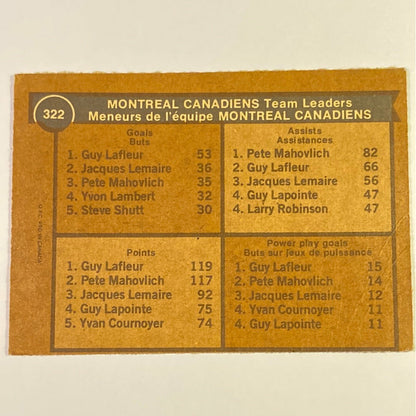 322
MONTREAL CANADIENS Team Leaders
Meneurs de l'équipe MONTREAL CANADIENS
Goals
Buts
1. Guy Lafleur 53
2. Jacques Lemaire 36
3. Pete Mahovlich 35
4. Yvon Lambert 32
5. Steve Shutt 30
Assists
Assistances
1. Pete Mahovlich 82
2. Guy Lafleur 66
3. Jacques Lemaire 56
4. Guy Lapointe 47
4. Larry Robinson 47
Points
1. Guy Lafleur 119
2. Pete Mahovlich 117
3. Jacques Lemaire 92
4. Guy Lapointe 75
5. Yvan Cournoyer 74
Power play goals
Buts sur jeux de puissance
1. Guy Lafleur 15
2. Pete Mahovlich 14
3. Jacques Lemaire 12
4. Yvan Cournoyer 11
4. Guy Lapointe 11